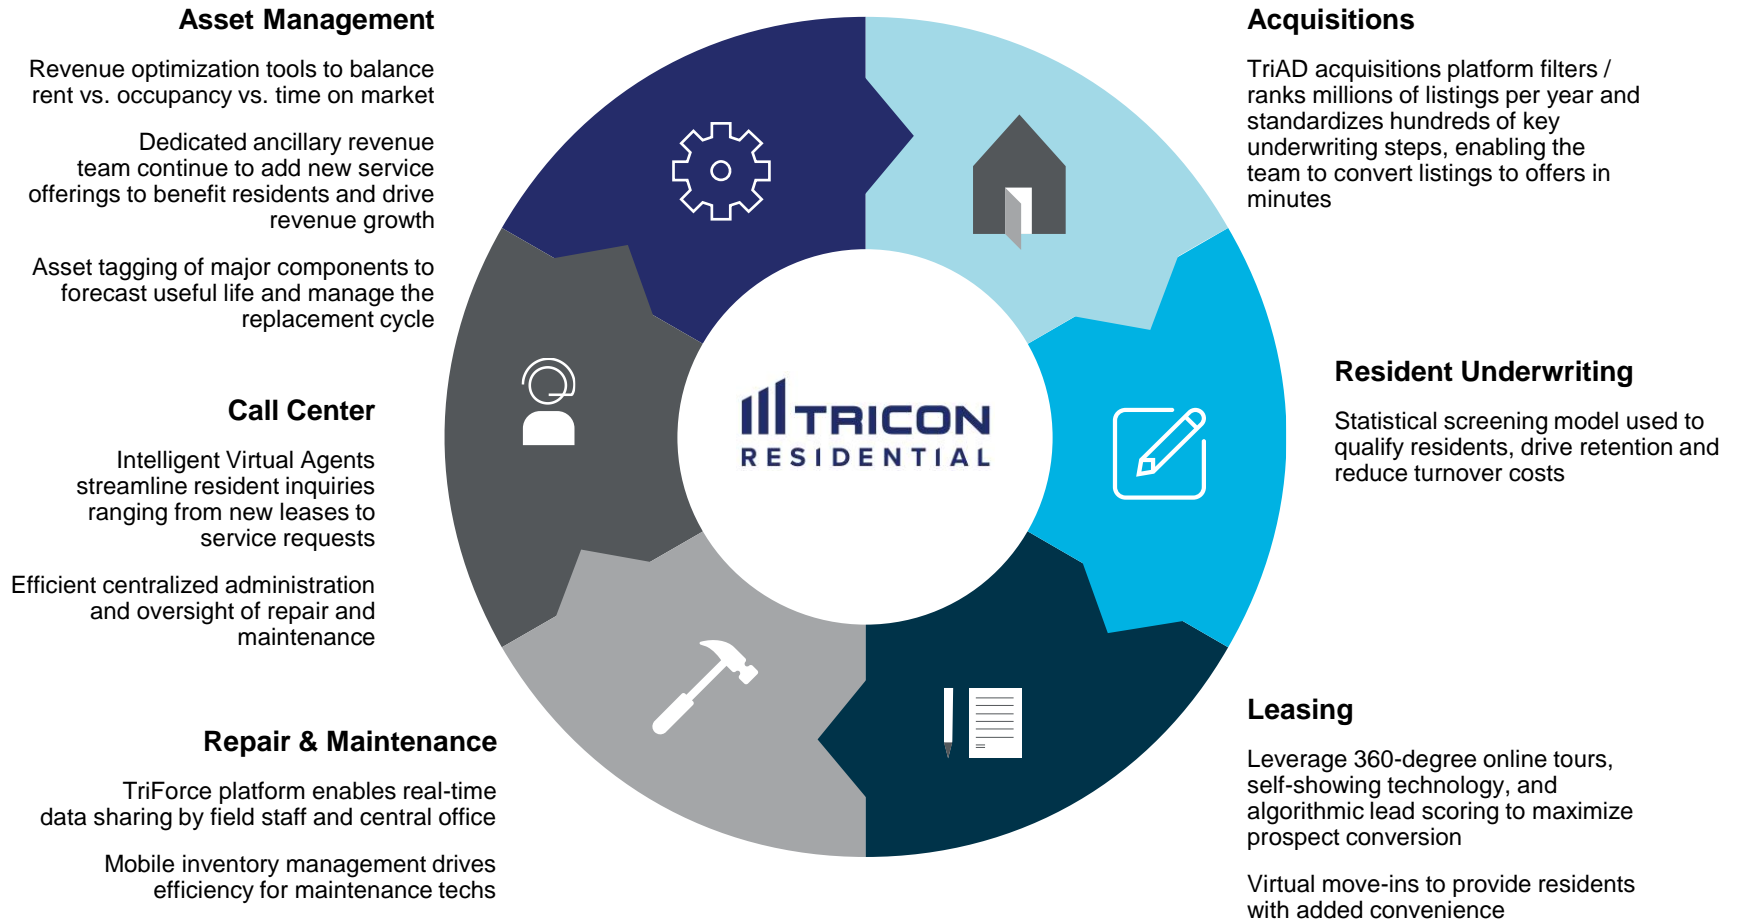 Asset Management
Revenue optimization tools to balance
rent vs. occupancy vs. time on market
Dedicated ancillary revenue
team continue to add new service
offerings to benefit residents and drive
revenue growth
Asset tagging of major components to
forecast useful life and manage the
replacement cycle
Call Center
Intelligent Virtual Agents
streamline resident inquiries
ranging from new leases to
service requests
Efficient centralized administration
and oversight of repair and
maintenance
Repair & Maintenance
TriForce platform enables real-time
data sharing by field staff and central office
Mobile inventory management drives
efficiency for maintenance techs
TRICON
RESIDENTIAL
Acquisitions
TriAD acquisitions platform filters /
ranks millions of listings per year and
standardizes hundreds of key
underwriting steps, enabling the
team to convert listings to offers in
minutes
Resident Underwriting
Statistical screening model used to
qualify residents, drive retention and
reduce turnover costs
Leasing
Leverage 360-degree online tours,
self-showing technology, and
algorithmic lead scoring to maximize
prospect conversion
Virtual move-ins to provide residents
with added convenience